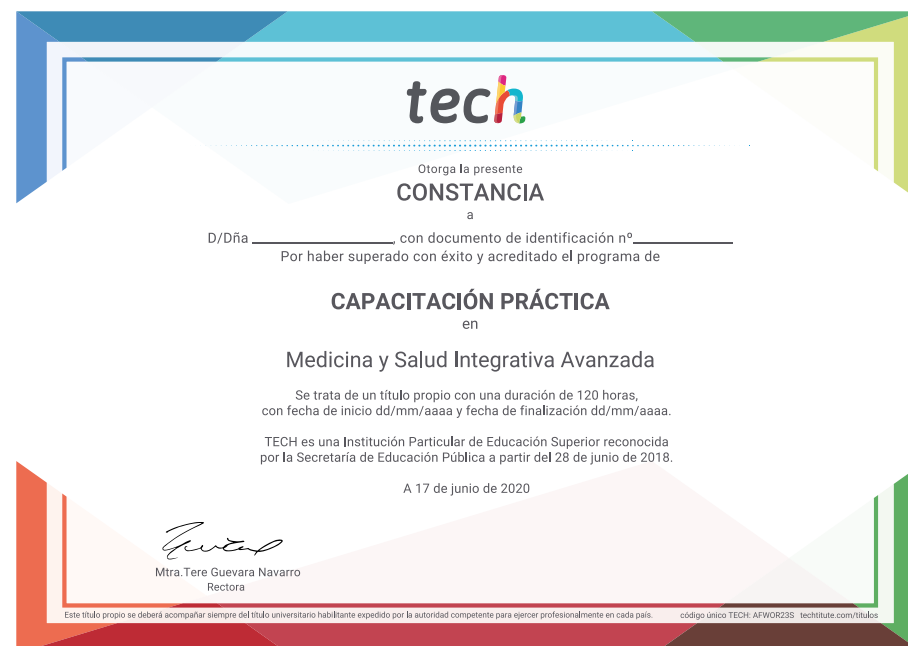 tech
Otorga la presente
CONSTANCIA
a
D/Dña ____________________, con documento de identificación nº______________
Por haber superado con éxito y acreditado el programa de
CAPACITACIÓN PRÁCTICA
en
Medicina y Salud Integrativa Avanzada
Se trata de un título propio con una duración de 120 horas,
con fecha de inicio dd/mm/aaaa y fecha de finalización dd/mm/aaaa.
TECH es una Institución Particular de Educación Superior reconocida
por la Secretaría de Educación Pública a partir del 28 de junio de 2018.
A 17 de junio de 2020
Mtra.Tere Guevara Navarro
Rectora
Este título propio se deberá acompañar siempre del título universitario habilitante expedido por la autoridad competente para ejercer profesionalmente en cada país. código único TECH: AFWOR23S techtitute.com/titulos